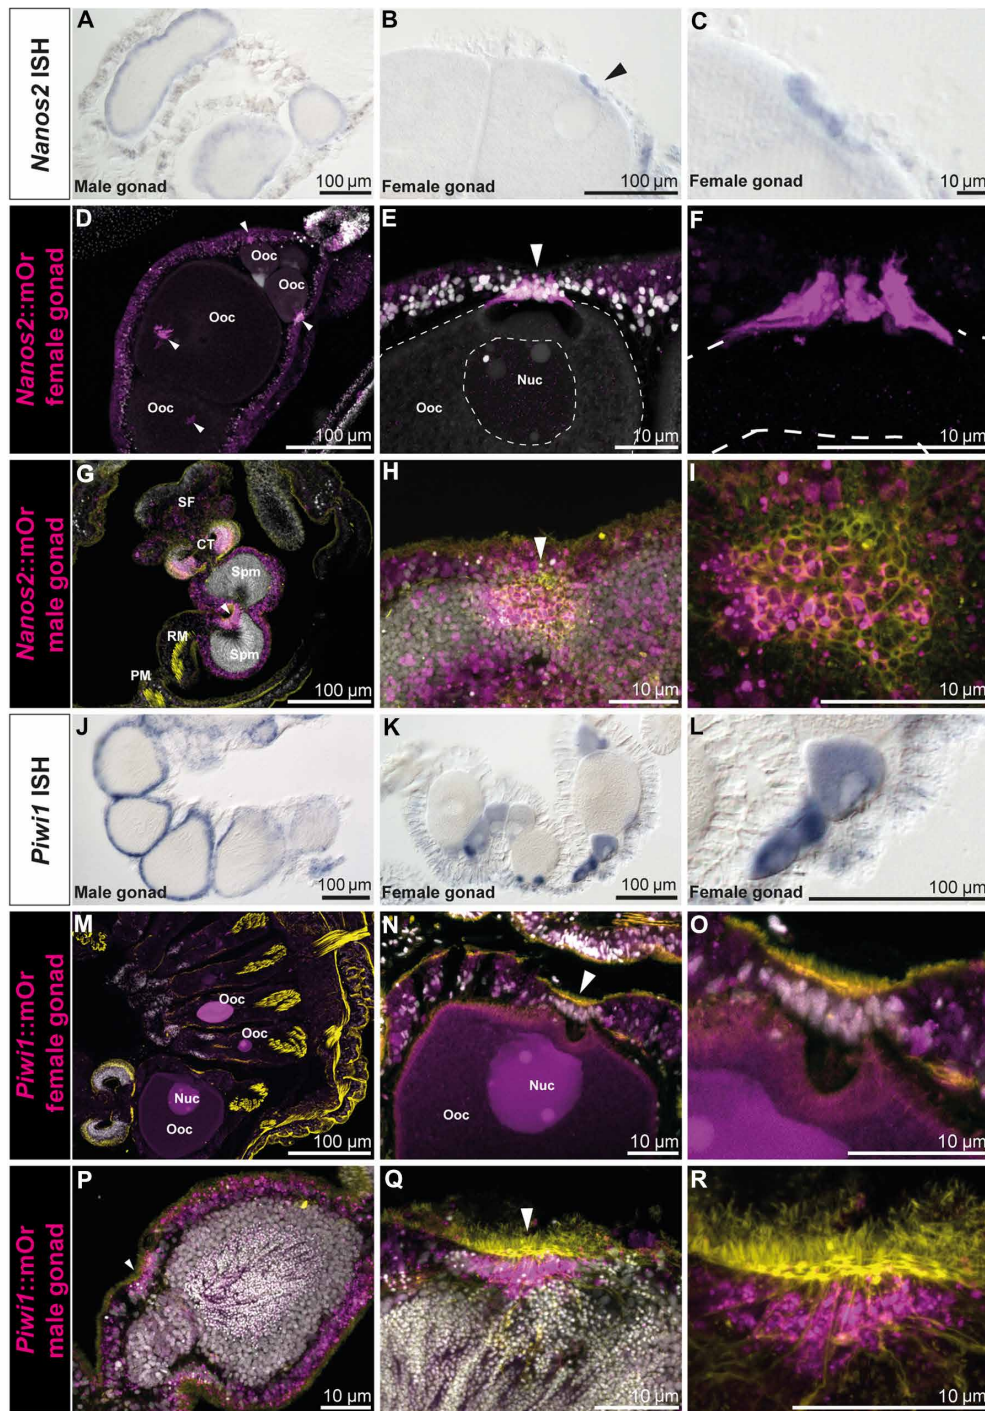 Nanos2 ISH
A
Male gonad
100 µm
B
Female gonad
100 µm
C
Female gonad
10 µm
Nanos2::mOr
female gonad
D
Ooc
Ooc
Ooc
Ooc
100 µm
E
Nuc
Ooc
10 µm
F
10 µm
Nanos2::mOr
male gonad
G
SF
CT
Spm
RM
Spm
PM
100 µm
H
10 µm
I
10 µm
Piwi1 ISH
J
Male gonad
100 µm
K
Female gonad
100 µm
L
Female gonad
100 µm
Piwi1::mOr
female gonad
M
Ooc
Ooc
Nuc
Ooc
100 µm
N
Nuc
Ooc
10 µm
O
10 µm
Piwi1::mOr
male gonad
P
10 µm
Q
10 µm
R
10 µm